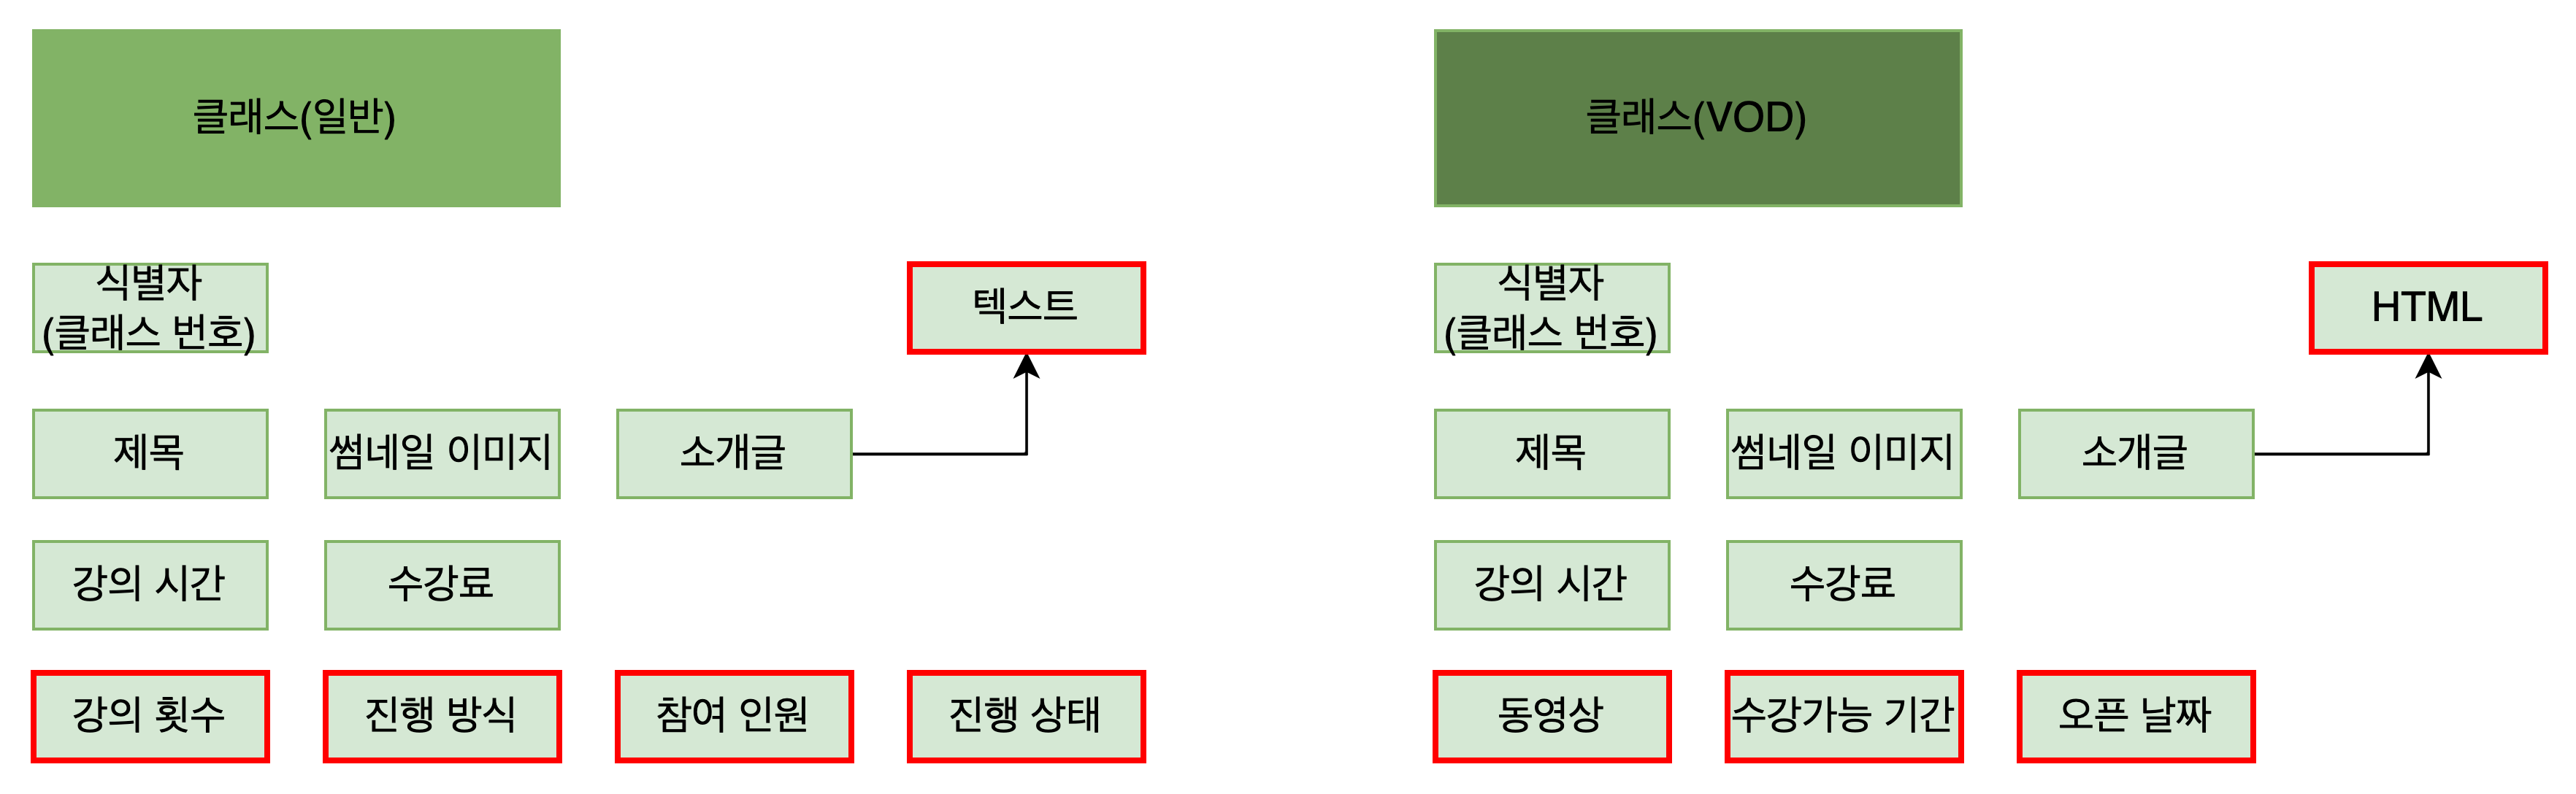 클래스(일반)
식별자
(클래스 번호)
텍스트
제목
썸네일 이미지
소개글
강의 시간
수강료
강의 횟수
진행 방식
참여 인원
진행 상태
클래스(VOD)
식별자
(클래스 번호)
HTML
제목
썸네일 이미지
소개글
강의 시간
수강료
동영상
수강가능 기간
오픈 날짜